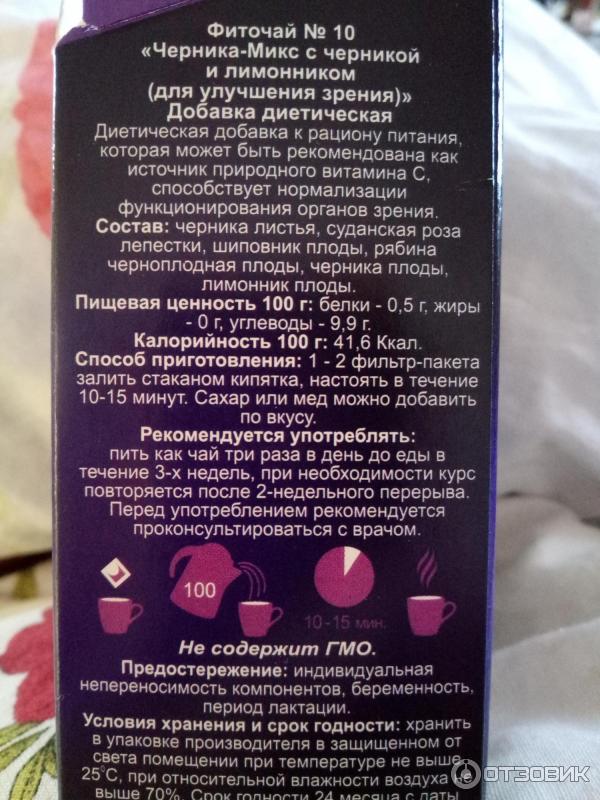 Фиточай № 10
«Черника-Микс с черникой
и лимонником
(для улучшения зрения)»
Добавка диетическая
Диетическая добавка к рациону питания,
которая может быть рекомендована как
источник природного витамина С,
способствует нормализации
функционирования органов зрения.
Состав: черника листья, суданская роза
лепестки, шиповник плоды, рябина
черноплодная плоды, черника плоды,
лимонник плоды.
Пищевая ценность 100 г: белки - 0,5 г, жиры
- 0 г, углеводы - 9,9 г.
Калорийность 100 г: 41,6 Ккал.
Способ приготовления: 1 - 2 фильтр-пакета
залить стаканом кипятка, настоять в течение
10-15 минут. Сахар или мед можно добавить
по вкусу.
Рекомендуется употреблять:
пить как чай три раза в день до еды в
течение 3-х недель, при необходимости курс
повторяется после 2-недельного перерыва.
Перед употреблением рекомендуется
проконсультироваться с врачом.
100
10-15 мин.
Не содержит ГМО.
Предостережение: индивидуальная
непереносимость компонентов, беременность,
период лактации.
Условия хранения и срок годности: хранить
в упаковке производителя в защищенном от
света помещении при температуре не выше
25°С, при относительной влажности воздуха не
выше 70%. Срок годности 24 месяца с даты
ОТЗОВИК